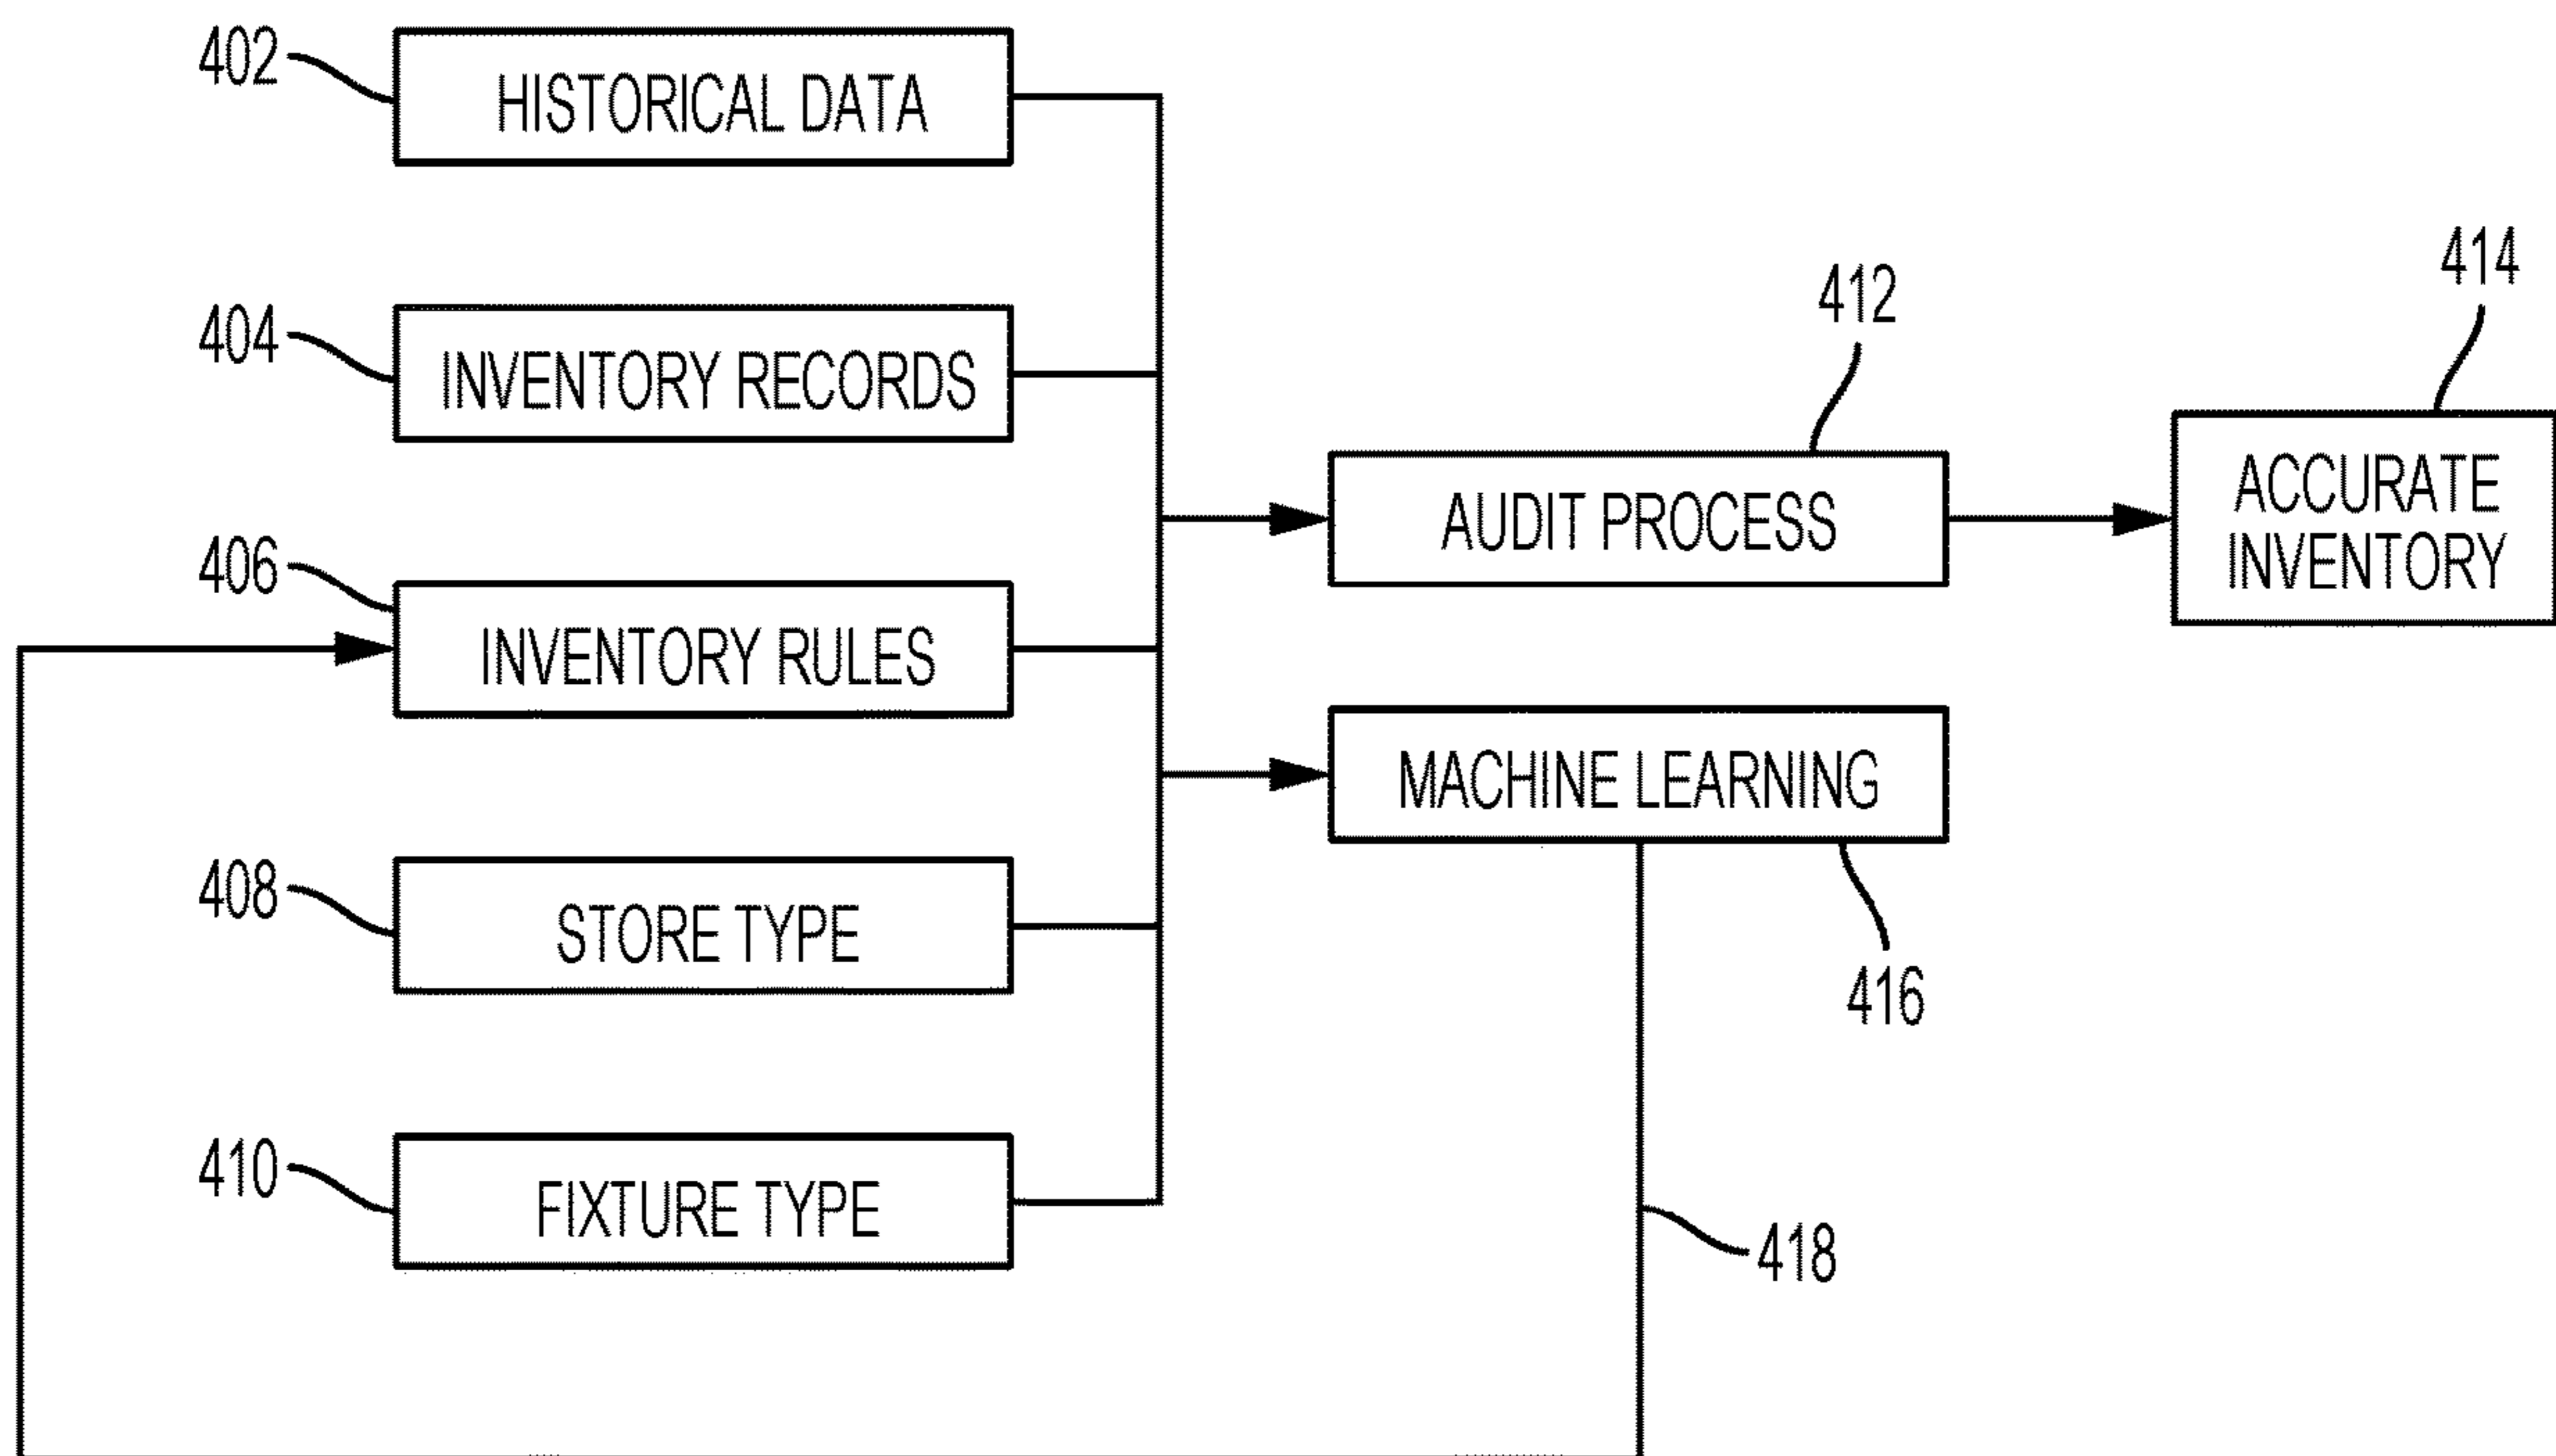 402
HISTORICAL DATA
404
INVENTORY RECORDS
406
INVENTORY RULES
408
STORE TYPE
410
FIXTURE TYPE
412
AUDIT PROCESS
414
ACCURATE
INVENTORY
MACHINE LEARNING
416
418